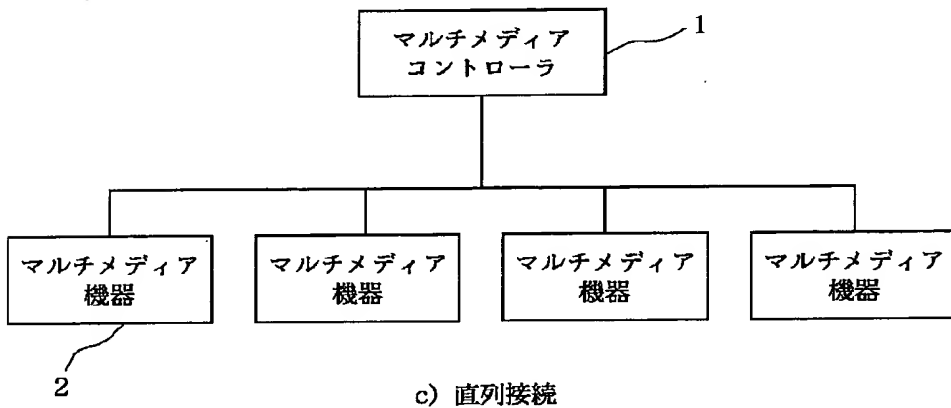 マルチメディア
コントローラ
1
マルチメディア
機器
マルチメディア
機器
マルチメディア
機器
マルチメディア
機器
2
c) 直列接続